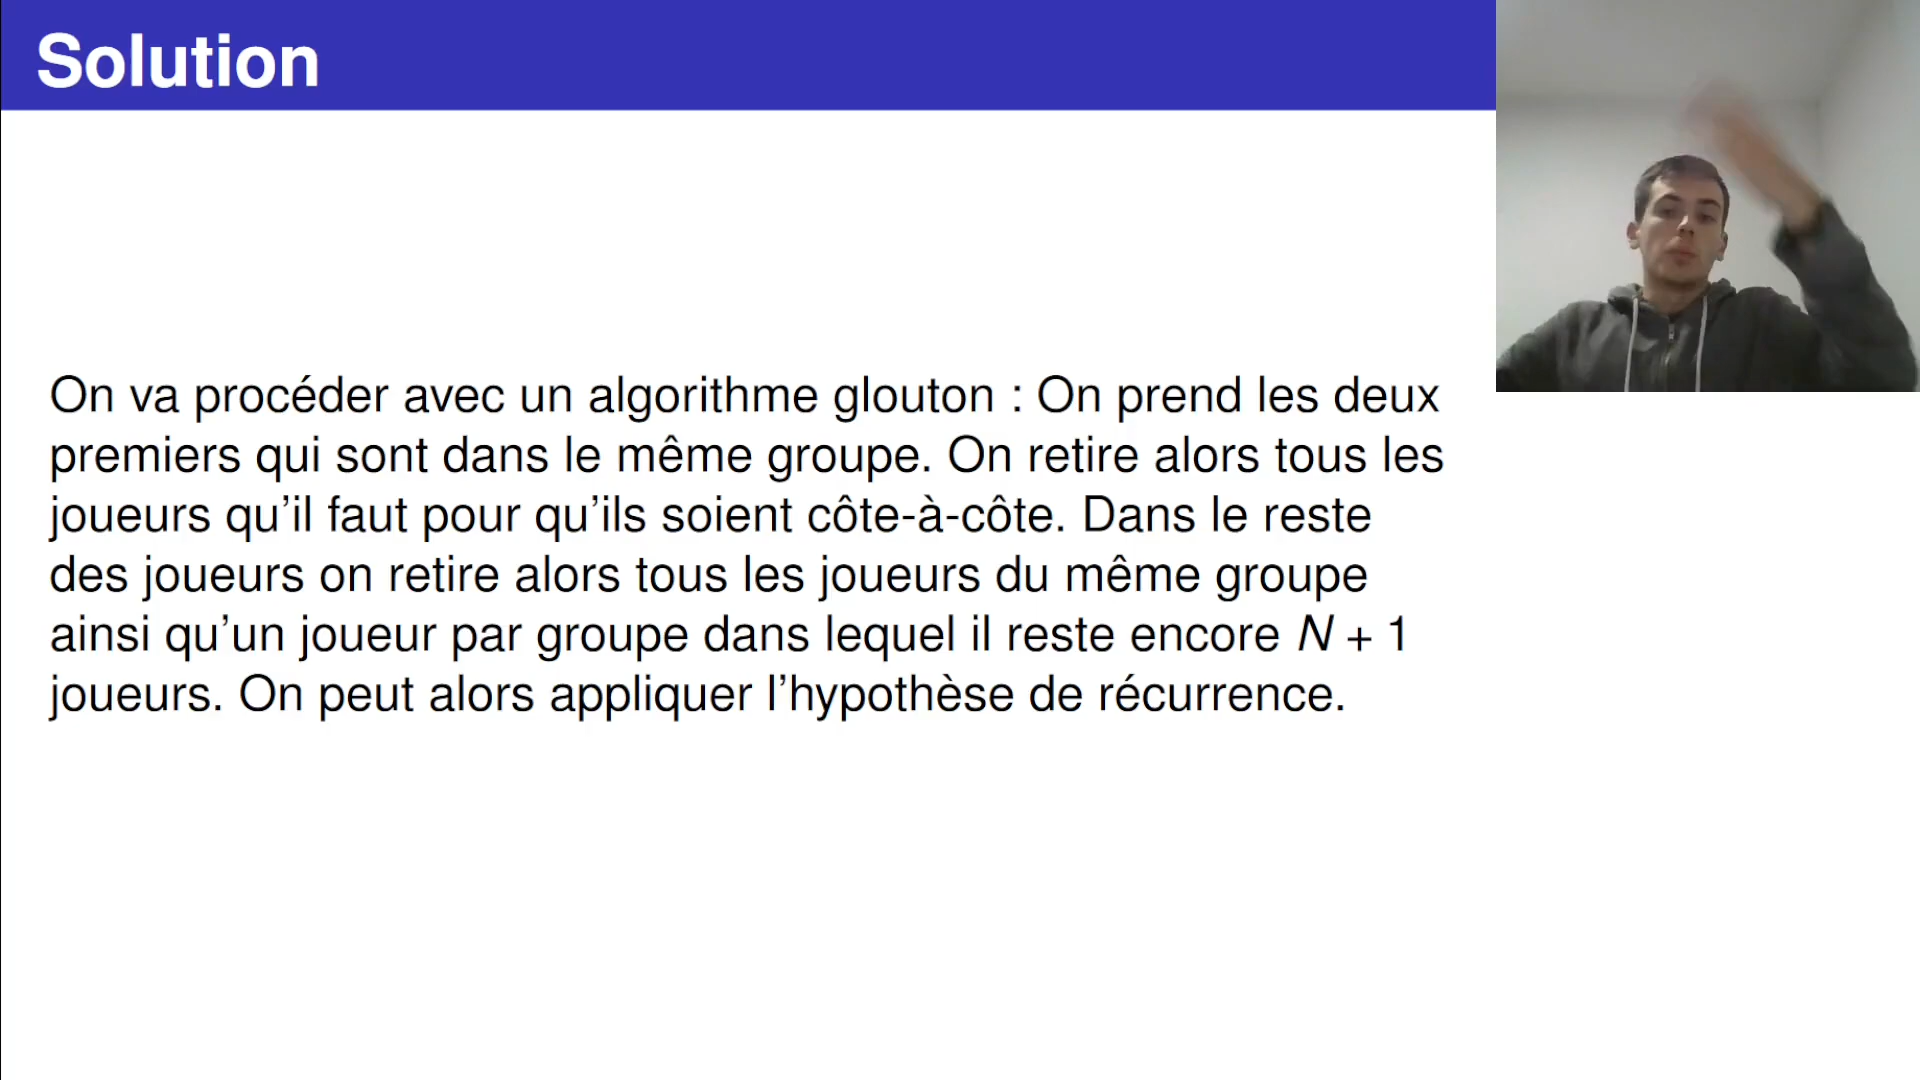 Solution
On va procéder avec un algorithme glouton : On prend les deux
premiers qui sont dans le même groupe. On retire alors tous les
joueurs qu'il faut pour qu'ils soient côte-à-côte. Dans le reste
des joueurs on retire alors tous les joueurs du même groupe
ainsi qu'un joueur par groupe dans lequel il reste encore N + 1
joueurs. On peut alors appliquer l'hypothèse de récurrence.